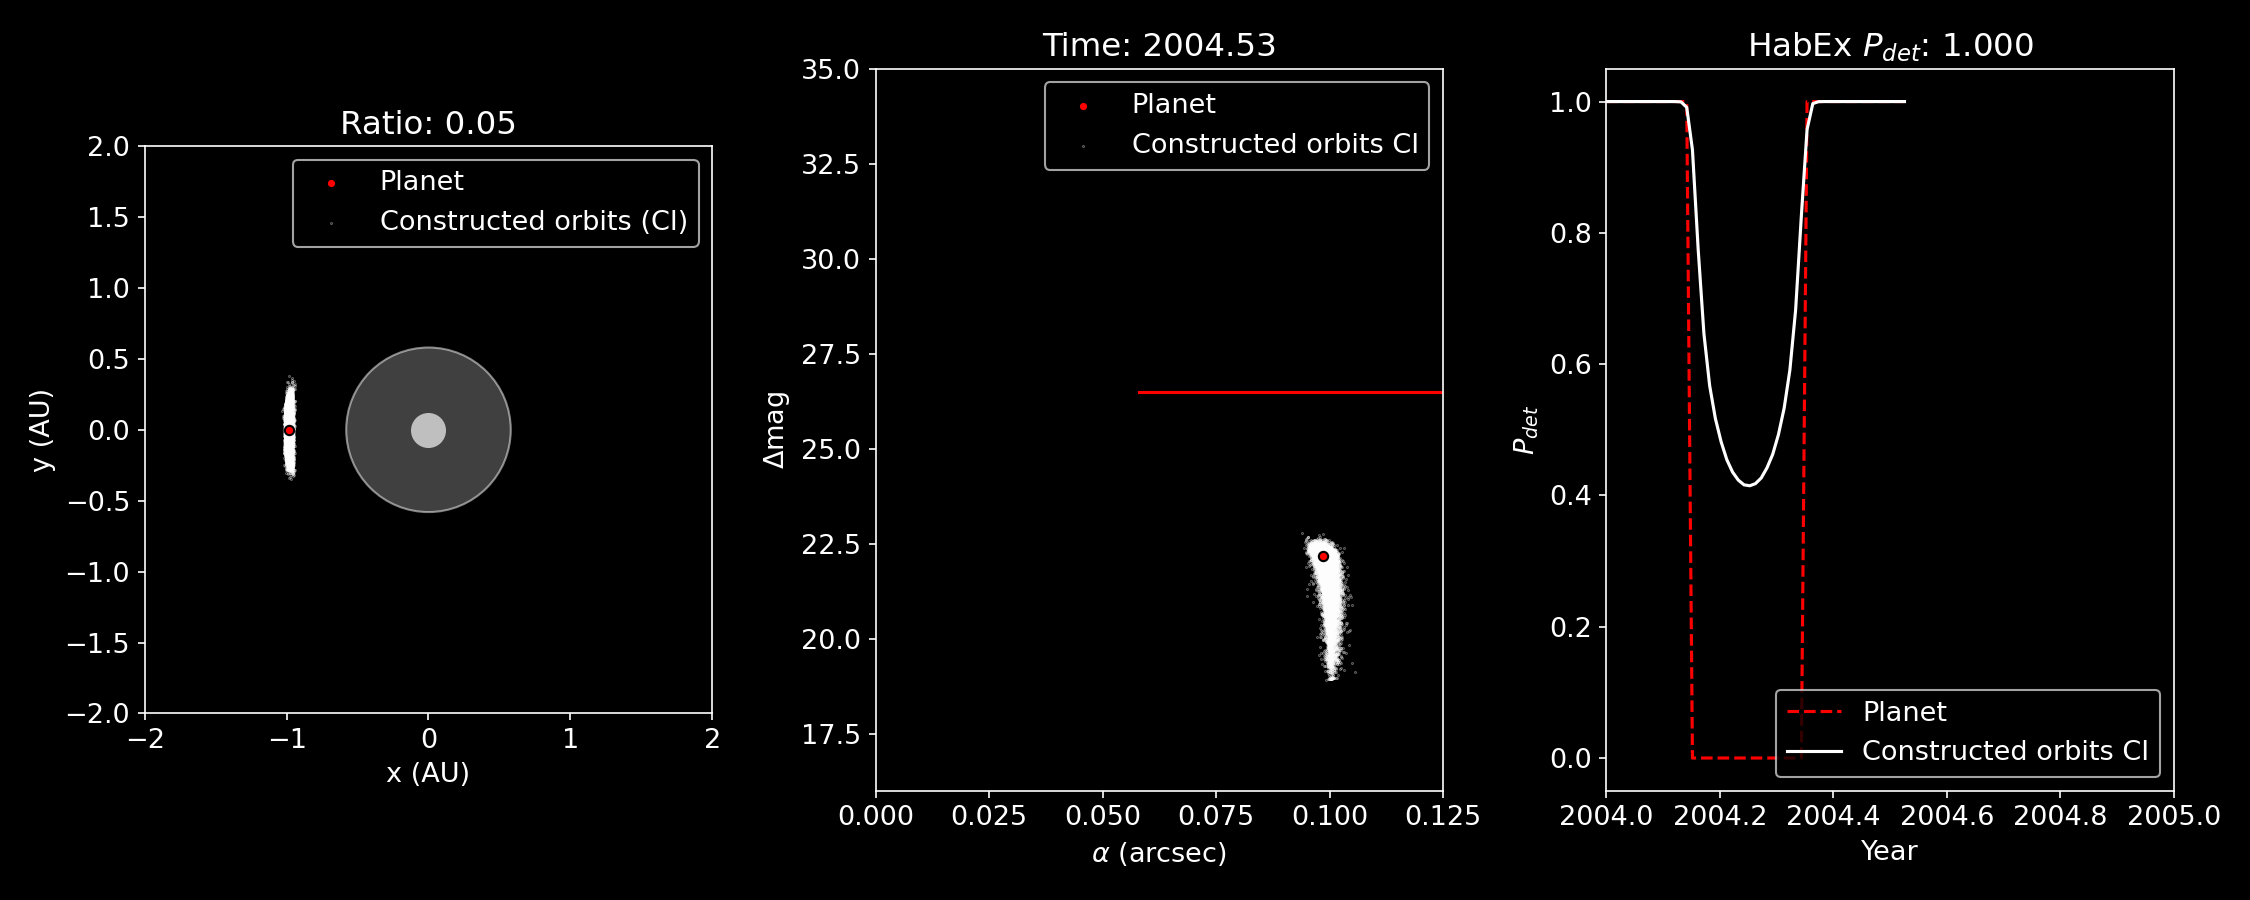 Ratio: 0.05
Planet
Constructed orbits (CI)
2.0
1.5
1.0
0.5
0.0
−0.5
−1.0
−1.5
−2.0
y (AU)
−2 −1 0 1 2
x (AU)
Time: 2004.53
Planet
Constructed orbits CI
35.0
32.5
30.0
27.5
25.0
22.5
20.0
17.5
Δmag
0.000 0.025 0.050 0.075 0.100 0.125
α (arcsec)
HabEx P_det: 1.000
1.0
0.8
0.6
0.4
0.2
0.0
P_det
Planet
Constructed orbits CI
2004.0 2004.2 2004.4 2004.6 2004.8 2005.0
Year